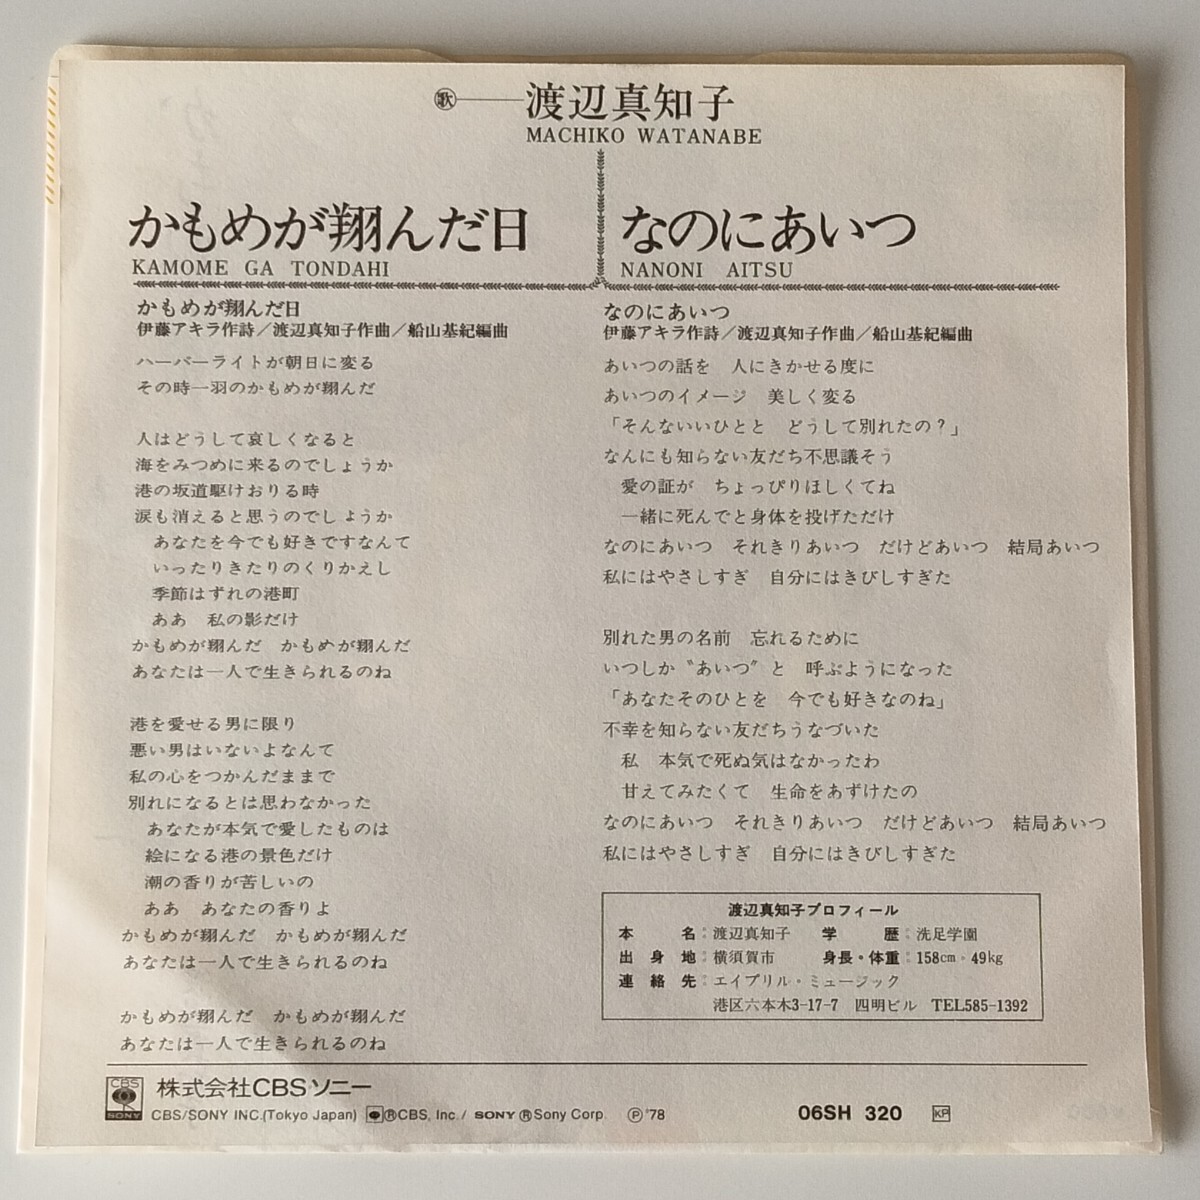 ㊖──渡辺真知子
MACHIKO WATANABE
かもめが翔んだ日
KAMOME GA TONDAHI
かもめが翔んだ日
伊藤アキラ作詩／渡辺真知子作曲／船山基紀編曲
ハーバーライトが朝日に変る
その時一羽のかもめが翔んだ
人はどうして哀しくなると
海をみつめに来るのでしょうか
港の坂道駆けおりる時
涙も消えると思うのでしょうか
あなたを今でも好きですなんて
いったりきたりのくりかえし
季節はずれの港町
ああ　私の影だけ
かもめが翔んだ　かもめが翔んだ
あなたは一人で生きられるのね
港を愛せる男に限り
悪い男はいないよなんて
私の心をつかんだままで
別れになるとは思わなかった
あなたが本気で愛したものは
絵になる港の景色だけ
潮の香りが苦しいの
ああ　あなたの香りよ
かもめが翔んだ　かもめが翔んだ
あなたは一人で生きられるのね
かもめが翔んだ　かもめが翔んだ
あなたは一人で生きられるのね
なのにあいつ
NANONI AITSU
なのにあいつ
伊藤アキラ作詩／渡辺真知子作曲／船山基紀編曲
あいつの話を　人にきかせる度に
あいつのイメージ　美しく変る
「そんないいひとと　どうして別れたの？」
なんにも知らない友だち不思議そう
愛の証が　ちょっぴりほしくてね
一緒に死んでと身体を投げただけ
なのにあいつ　それきりあいつ　だけどあいつ　結局あいつ
私にはやさしすぎ　自分にはきびしすぎた
別れた男の名前　忘れるために
いつしか〝あいつ〟と　呼ぶようになった
「あなたそのひとを　今でも好きなのね」
不幸を知らない友だちうなづいた
私　本気で死ぬ気はなかったわ
甘えてみたくて　生命をあずけたの
なのにあいつ　それきりあいつ　だけどあいつ　結局あいつ
私にはやさしすぎ　自分にはきびしすぎた
渡辺真知子プロフィール
本名：渡辺真知子　学歴：洗足学園
出身地：横須賀市　身長・体重：158cm・49kg
連絡先：エイプリル・ミュージック
港区六本木3-17-7　四明ビル　TEL585-1392
CBS SONY 株式会社CBS・ソニー
CBS/SONY INC.(Tokyo Japan) ⓇCBS, Inc./ SONY ⓇSony Corp. Ⓟ'78 06SH 320 KP